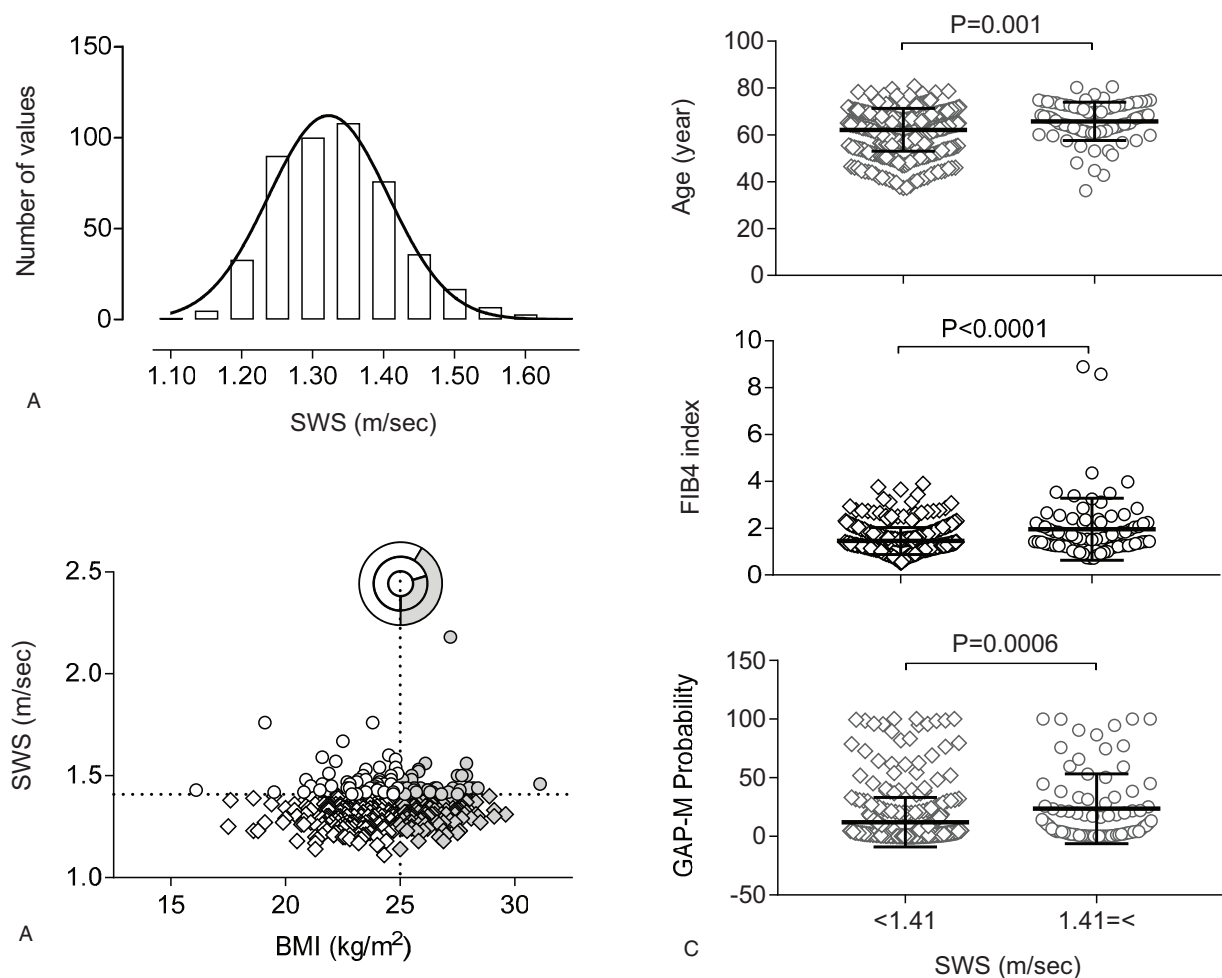 150
100
50
0
Number of values
1.10 1.20 1.30 1.40 1.50 1.60
A
SWS (m/sec)
2.5
2.0
1.5
1.0
SWS (m/sec)
15 20 25 30
A
BMI (kg/m²)
P=0.001
100
80
60
40
20
0
Age (year)
P<0.0001
10
8
6
4
2
0
FIB4 index
P=0.0006
150
100
50
0
-50
GAP-M Probability
<1.41 1.41=<
C
SWS (m/sec)